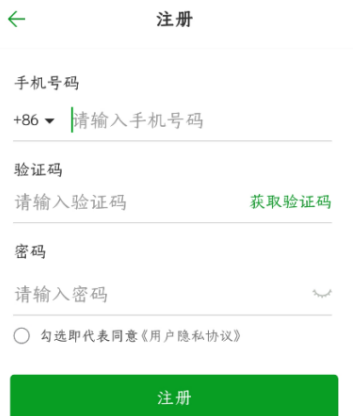 注册
手机号码
+86 请输入手机号码
验证码
请输入验证码 获取验证码
密码
请输入密码
勾选即代表同意《用户隐私协议》
注册